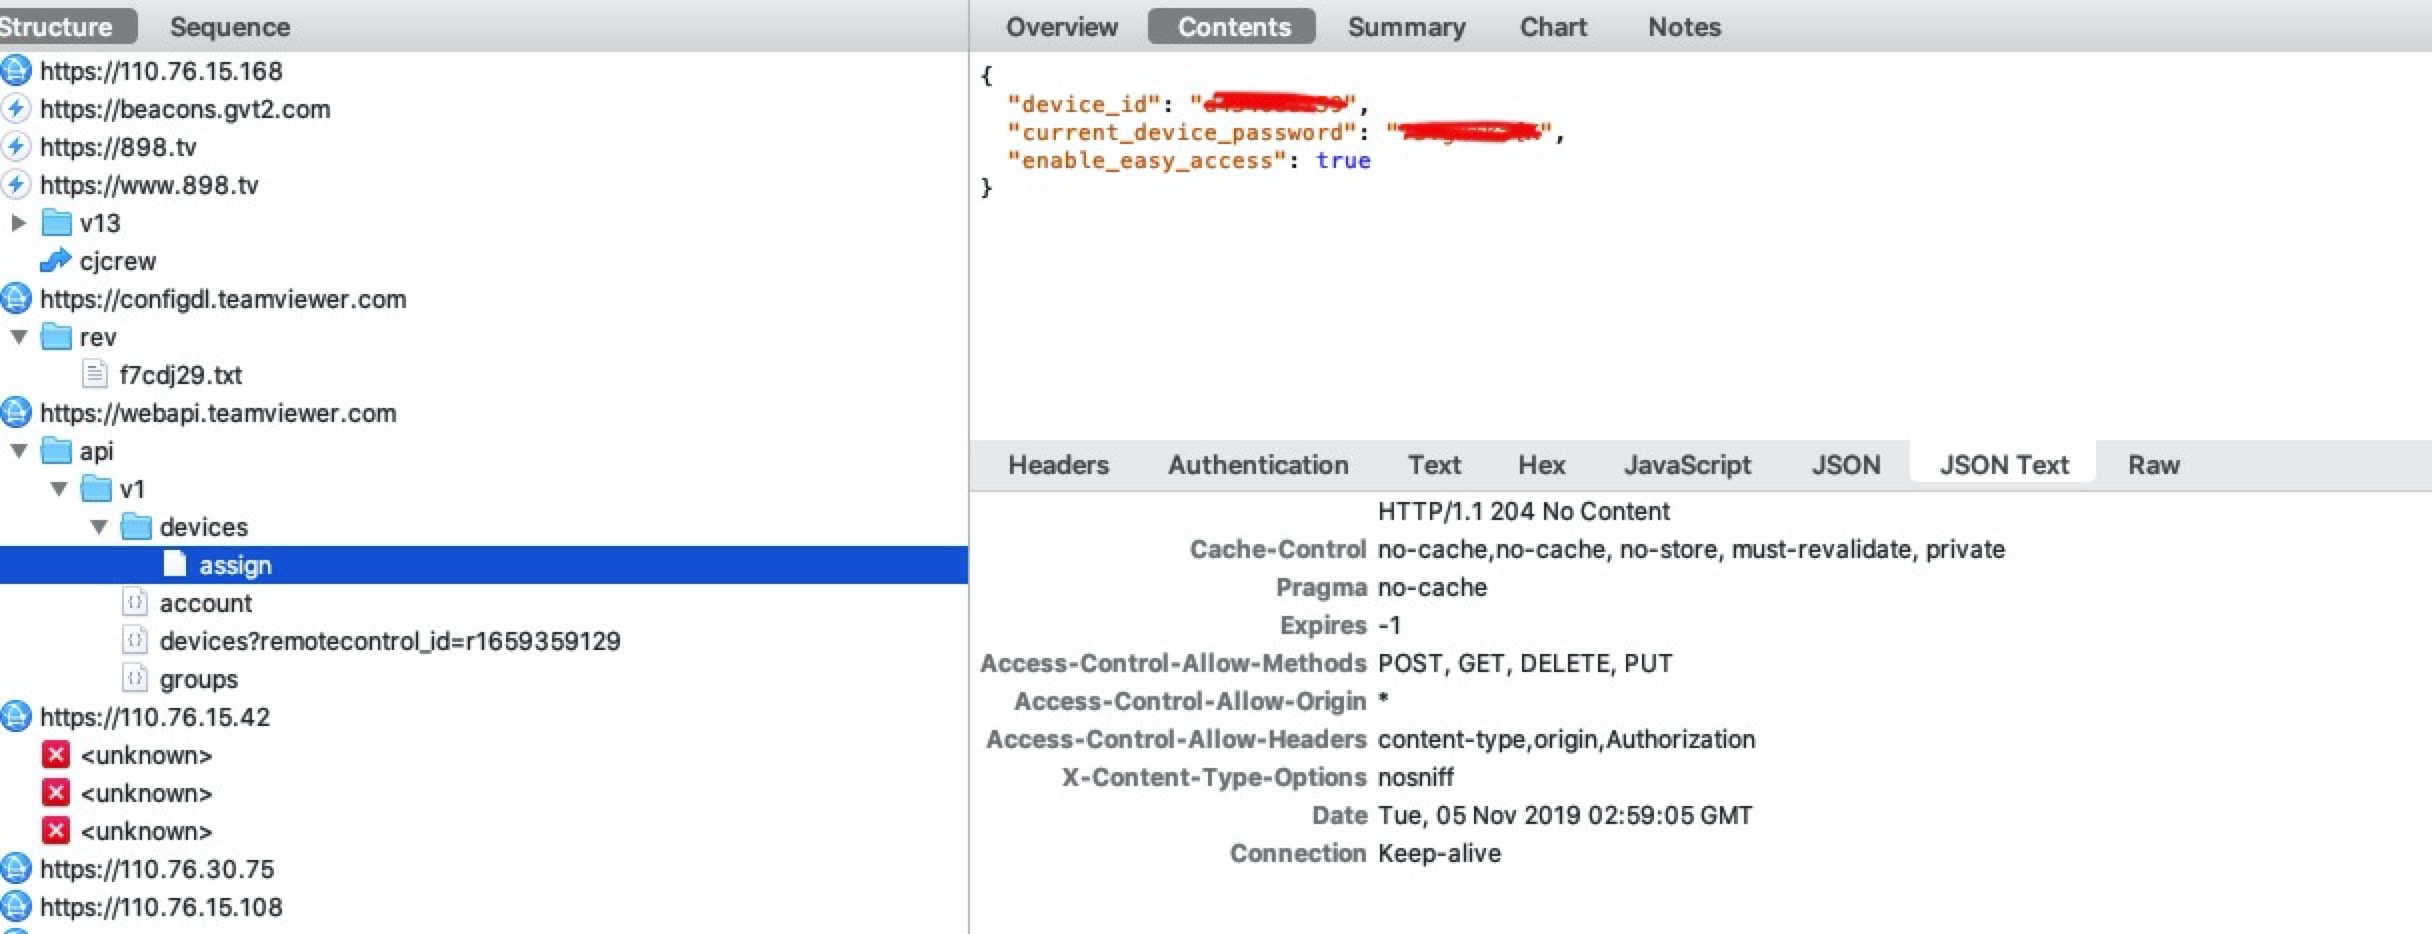 Structure Sequence
https://110.76.15.168
https://beacons.gvt2.com
https://898.tv
https://www.898.tv
v13
cjcrew
https://configdl.teamviewer.com
rev
f7cdj29.txt
https://webapi.teamviewer.com
api
v1
devices
assign
account
devices?remotecontrol_id=r1659359129
groups
https://110.76.15.42
<unknown>
<unknown>
<unknown>
https://110.76.30.75
https://110.76.15.108
Overview Contents Summary Chart Notes
{
"device_id": "",
"current_device_password": "",
"enable_easy_access": true
}
Headers Authentication Text Hex JavaScript JSON JSON Text Raw
HTTP/1.1 204 No Content
Cache-Control no-cache,no-cache, no-store, must-revalidate, private
Pragma no-cache
Expires -1
Access-Control-Allow-Methods POST, GET, DELETE, PUT
Access-Control-Allow-Origin *
Access-Control-Allow-Headers content-type,origin,Authorization
X-Content-Type-Options nosniff
Date Tue, 05 Nov 2019 02:59:05 GMT
Connection Keep-alive